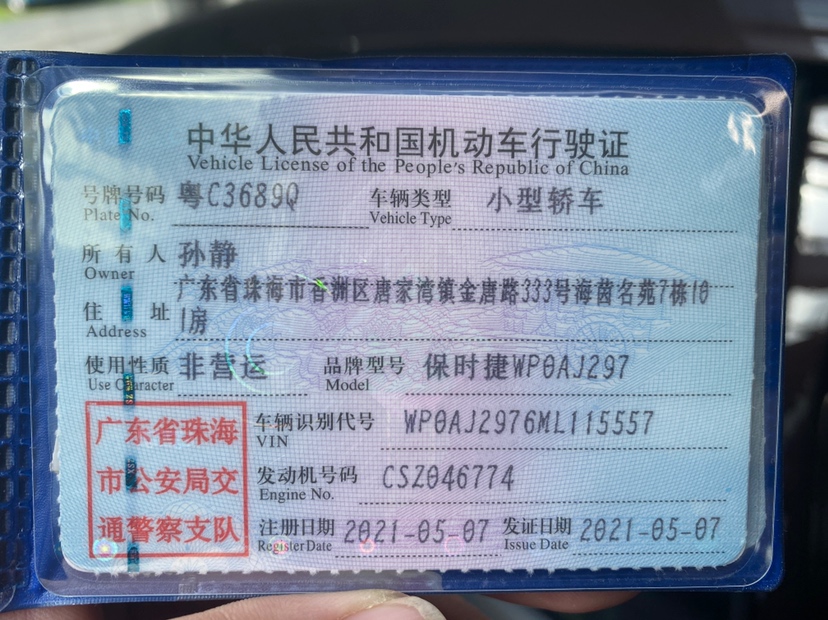 中华人民共和国机动车行驶证
Vehicle License of the People's Republic of China
号牌号码 粤C3689Q 车辆类型 小型轿车
Plate No. Vehicle Type
所有人 孙静
Owner
广东省珠海市香洲区唐家湾镇金唐路333号海茵名苑7栋10
住址 1房
Address
使用性质 非营运 品牌型号 保时捷WP0AJ297
Use Character Model
广东省珠海 车辆识别代号 WP0AJ2976ML115557
VIN
市公安局交 发动机号码 CSZ046774
Engine No.
通警察支队 注册日期 2021-05-07 发证日期 2021-05-07
Register Date Issue Date